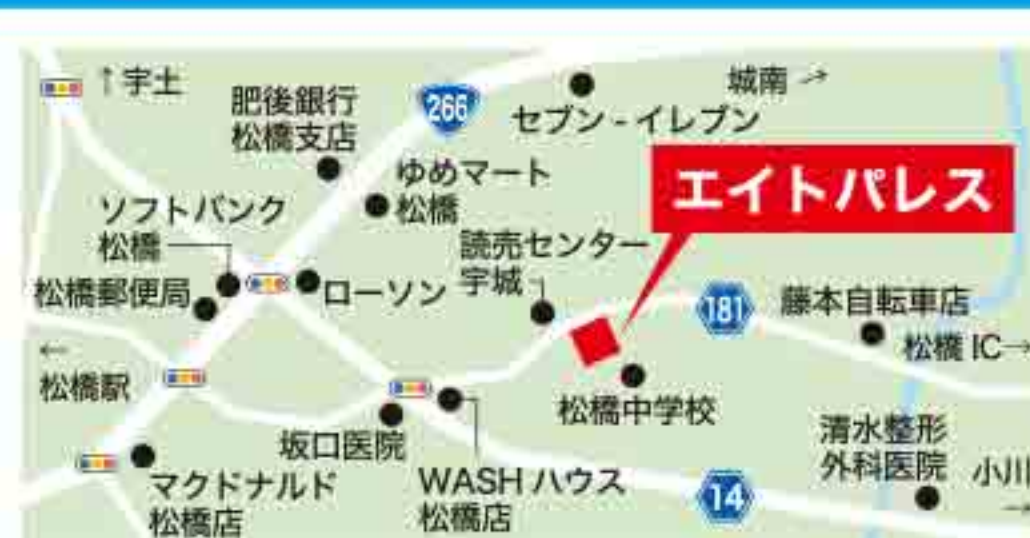 ↑宇土
肥後銀行
松橋支店
266
セブン-イレブン
城南→
ゆめマート
松橋
エイトパレス
ソフトバンク
松橋
読売センター
宇城
松橋郵便局
ローソン
181
藤本自転車店
松橋IC→
←
松橋駅
松橋中学校
坂口医院
清水整形
外科医院
小川
→
マクドナルド
松橋店
WASHハウス
松橋店
14